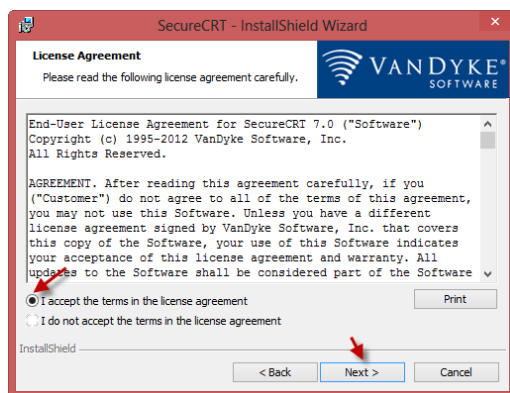 SecureCRT - InstallShield Wizard
License Agreement
Please read the following license agreement carefully.
VANDYKE®
SOFTWARE
End-User License Agreement for SecureCRT 7.0 ("Software")
Copyright (c) 1995-2012 VanDyke Software, Inc.
All Rights Reserved.
AGREEMENT. After reading this agreement carefully, if you
("Customer") do not agree to all of the terms of this agreement,
you may not use this Software. Unless you have a different
license agreement signed by VanDyke Software, Inc. that covers
this copy of the Software, your use of this Software indicates
your acceptance of this license agreement and warranty. All
updates to the Software shall be considered part of the Software
I accept the terms in the license agreement
Print
I do not accept the terms in the license agreement
InstallShield
< Back
Next >
Cancel